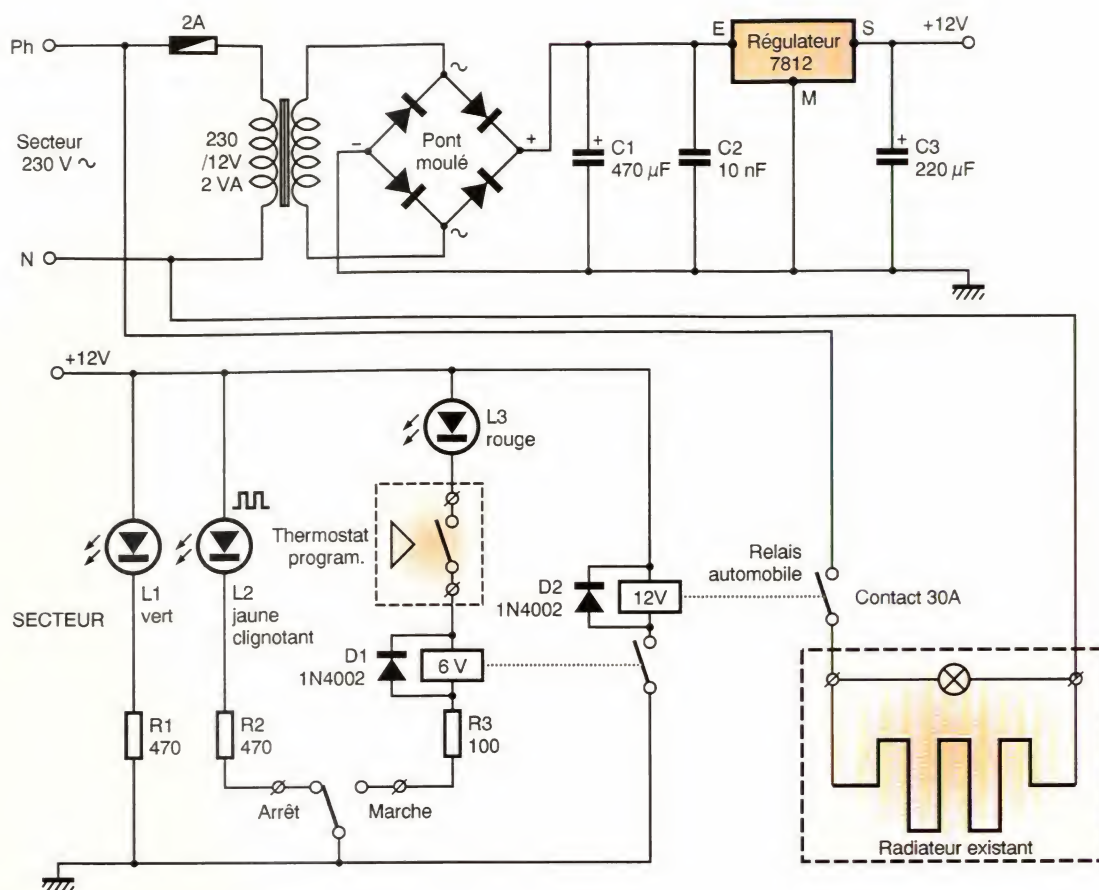 2A
Ph
Secteur
230 V ~
N
230
/12V
2 VA
~
Pont
moulé
−
+
~
+
C1
470 µF
C2
10 nF
E
Régulateur
7812
S
M
+12V
+
C3
220 µF
+12V
L3
rouge
Thermostat
program.
L1
vert
L2
jaune
clignotant
SECTEUR
D2
1N4002
12V
Relais
automobile
Contact 30A
D1
1N4002
6 V
R1
470
R2
470
R3
100
Arrêt
Marche
Radiateur existant